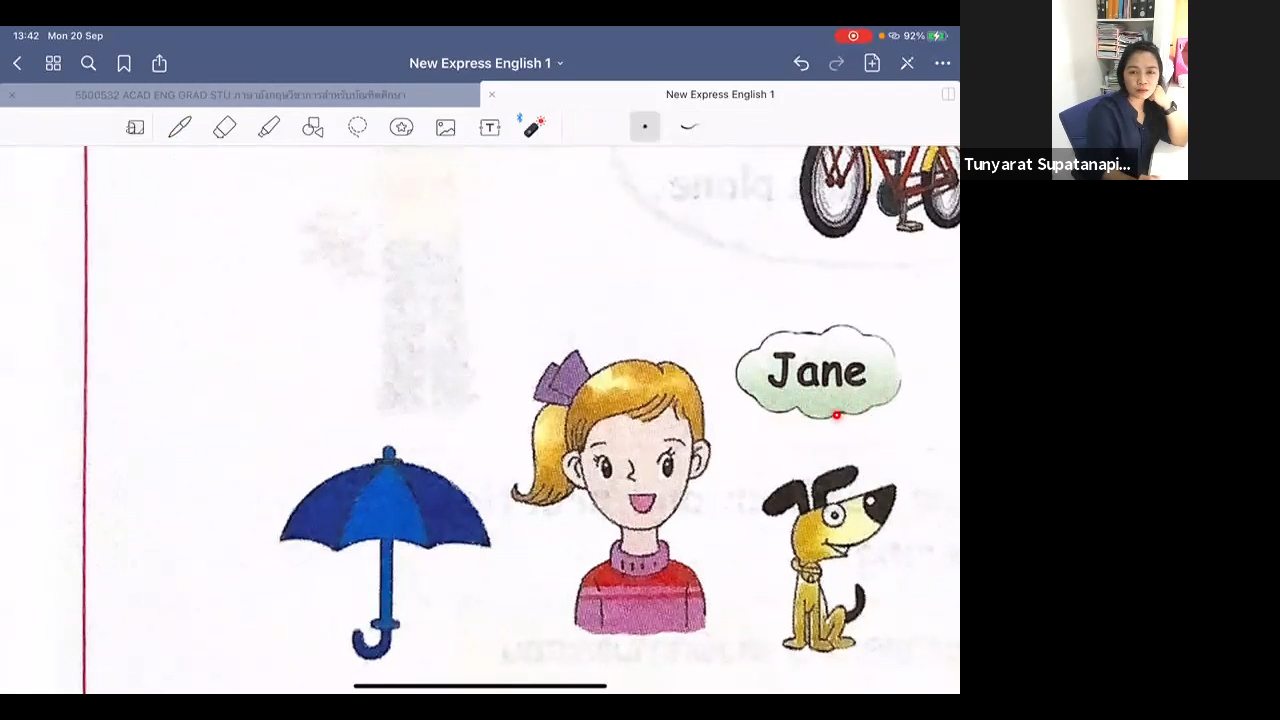 13:42 Mon 20 Sep
92%
New Express English 1
5500532 ACAD ENG GRAD STU ภาษาอังกฤษวิชาการสำหรับบัณฑิตศึกษา
New Express English 1
T
Tunyarat Supatanapi...
plane
Jane